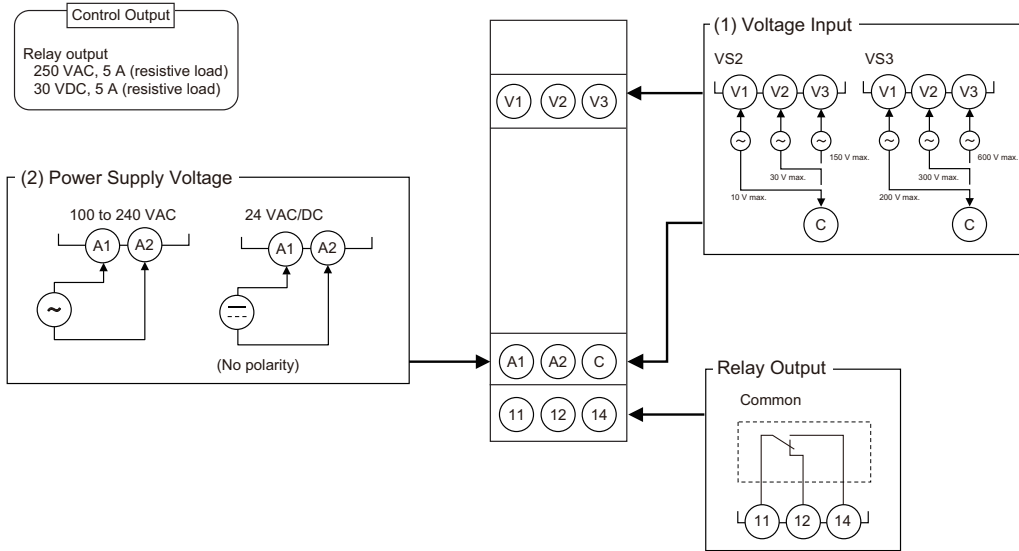 Control Output
Relay output
250 VAC, 5 A (resistive load)
30 VDC, 5 A (resistive load)
V1 V2 V3
(1) Voltage Input
VS2 VS3
V1 V2 V3 V1 V2 V3
~ ~ ~ ~ ~ ~
150 V max. 600 V max.
30 V max. 300 V max.
10 V max. 200 V max.
C C
(2) Power Supply Voltage
100 to 240 VAC 24 VAC/DC
A1 A2 A1 A2
~
(No polarity)
A1 A2 C
11 12 14
Relay Output
Common
11 12 14